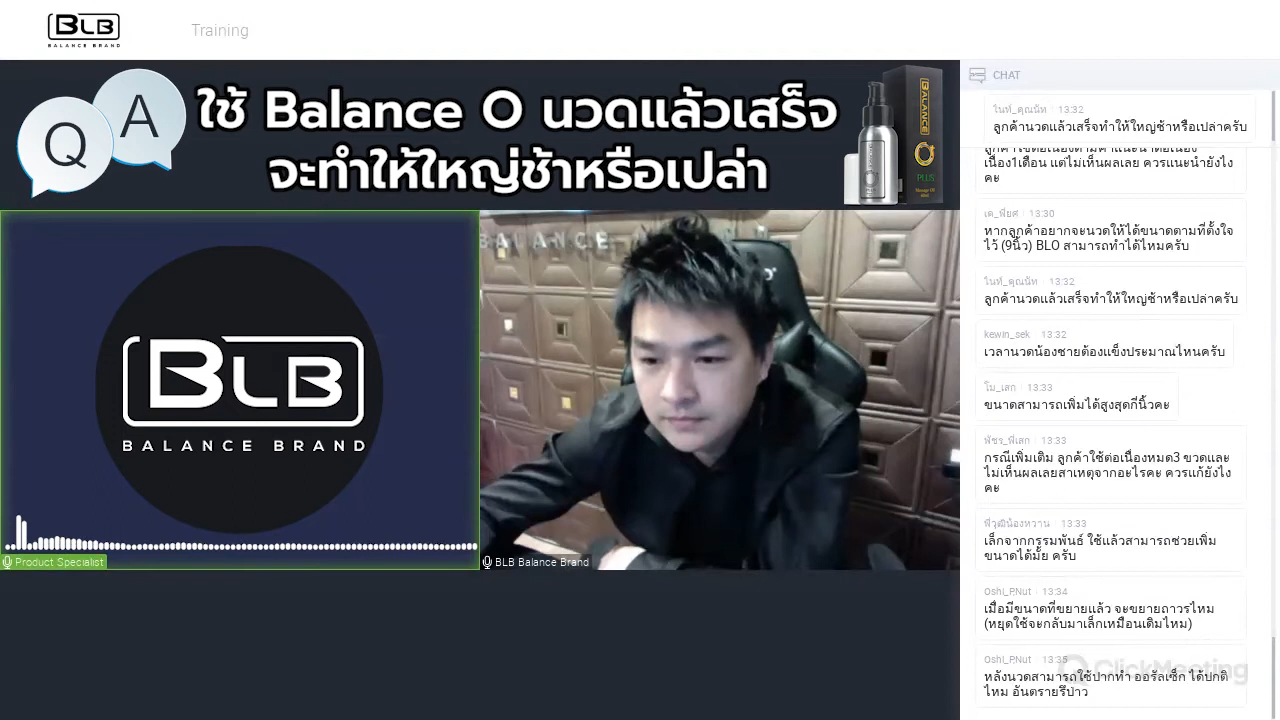 BLB
BALANCE BRAND
Training
Q
A
ใช้ Balance O นวดแล้วเสร็จ
จะทำให้ใหญ่ช้าหรือเปล่า
BALANCE
PLUS
BLB
BALANCE BRAND
Product Specialist
BALANCE
BLB Balance Brand
CHAT
ไนท์_คุณนัท 13:32
ลูกค้านวดแล้วเสร็จทำให้ใหญ่ช้าหรือเปล่าครับ
เนื่อง1เดือน แต่ไม่เห็นผลเลย ควรแนะนำยังไง
คะ
เด_พี่ยศ 13:30
หากลูกค้าอยากจะนวดให้ได้ขนาดตามที่ตั้งใจ
ไว้ (9นิ้ว) BLO สามารถทำได้ไหมครับ
ไนท์_คุณนัท 13:32
ลูกค้านวดแล้วเสร็จทำให้ใหญ่ช้าหรือเปล่าครับ
kewin_sek 13:32
เวลานวดน้องชายต้องแข็งประมาณไหนครับ
โม_เสก 13:33
ขนาดสามารถเพิ่มได้สูงสุดกี่นิ้วคะ
พัชร_พี่เสก 13:33
กรณีเพิ่มเติม ลูกค้าใช้ต่อเนื่องหมด3 ขวดและ
ไม่เห็นผลเลยสาเหตุจากอะไรคะ ควรแก้ยังไง
คะ
พี่วุฒิน้องหวาน 13:33
เล็กจากกรรมพันธ์ ใช้แล้วสามารถช่วยเพิ่ม
ขนาดได้มั้ย ครับ
Oshi_P.Nut 13:34
เมื่อมีขนาดที่ขยายแล้ว จะขยายถาวรไหม
(หยุดใช้จะกลับมาเล็กเหมือนเดิมไหม)
Oshi_P.Nut 13:35
หลังนวดสามารถใช้ปากทำ ออรัลเซ็ก ได้ปกติ
ไหม อันตรายรึป่าว
ClickMeeting